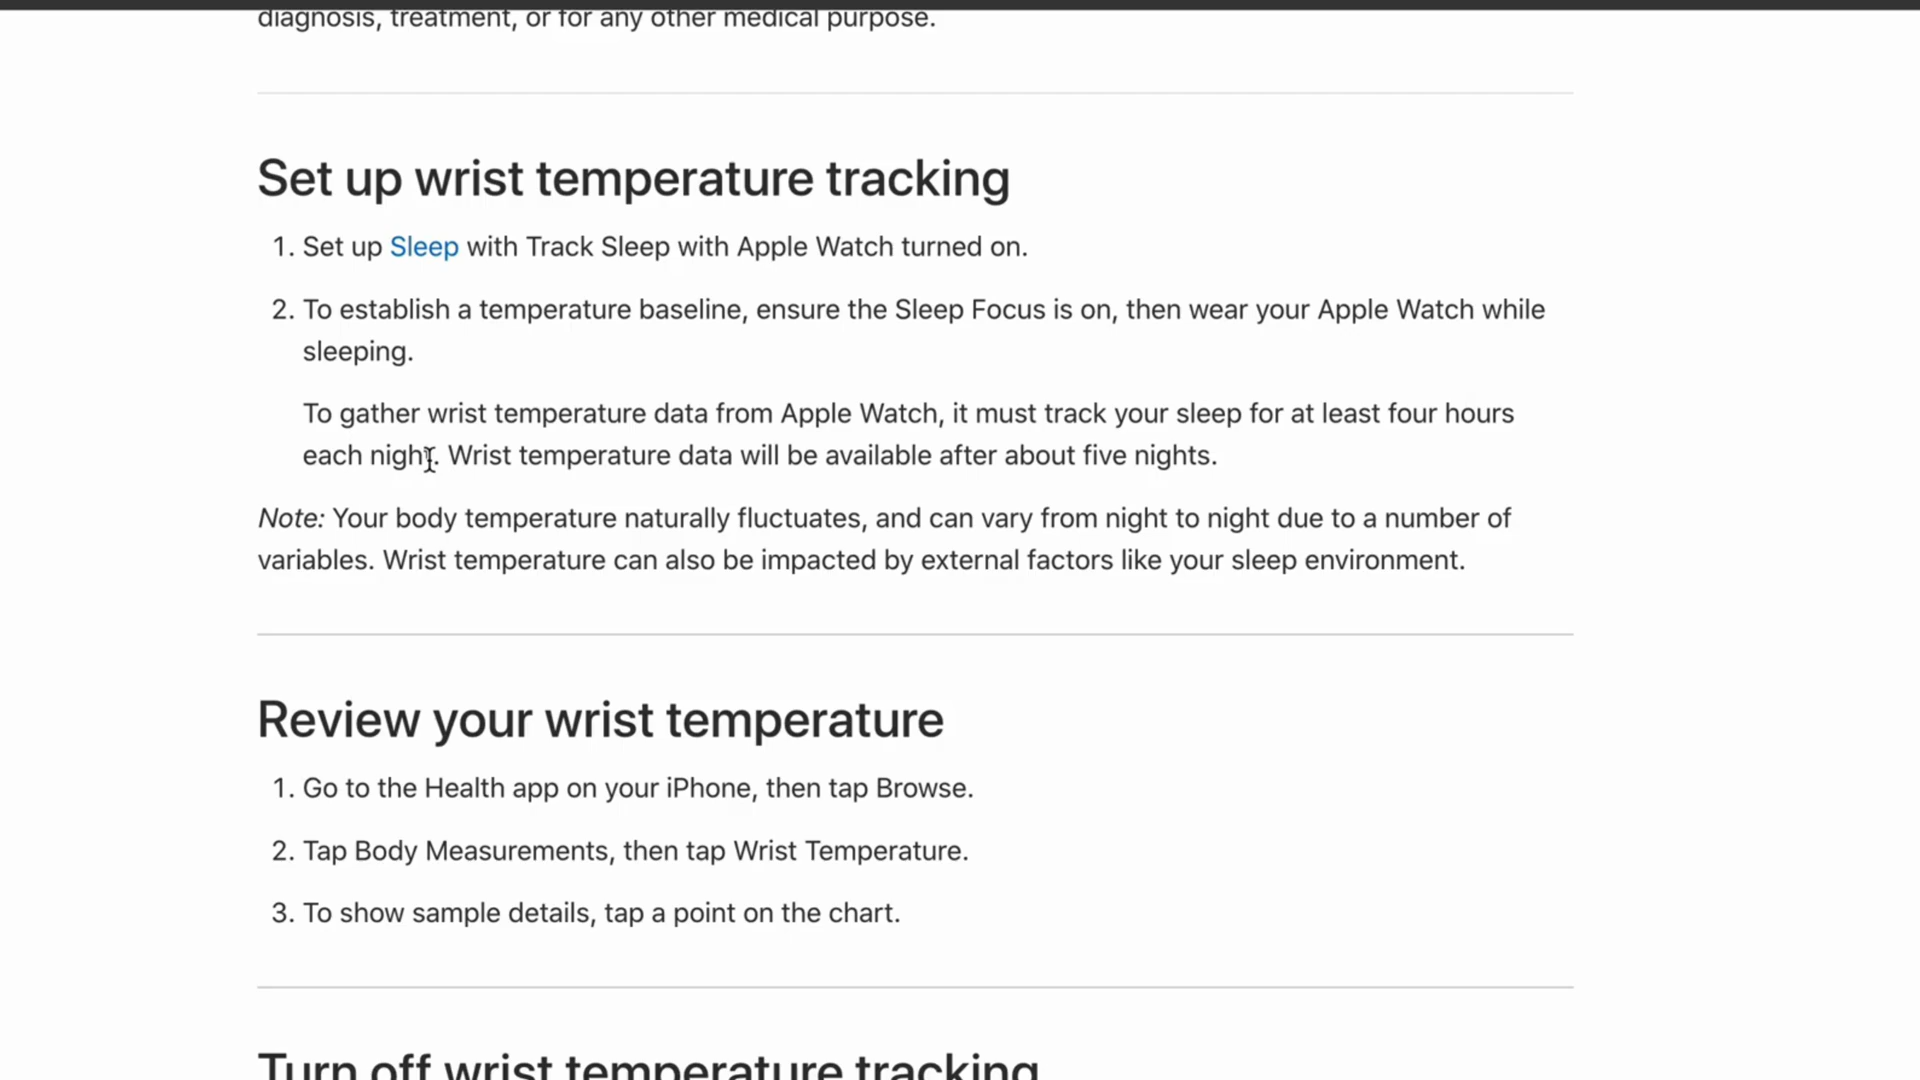 diagnosis, treatment, or for any other medical purpose.
Set up wrist temperature tracking
1. Set up Sleep with Track Sleep with Apple Watch turned on.
2. To establish a temperature baseline, ensure the Sleep Focus is on, then wear your Apple Watch while
sleeping.
To gather wrist temperature data from Apple Watch, it must track your sleep for at least four hours
each night. Wrist temperature data will be available after about five nights.
Note: Your body temperature naturally fluctuates, and can vary from night to night due to a number of
variables. Wrist temperature can also be impacted by external factors like your sleep environment.
Review your wrist temperature
1. Go to the Health app on your iPhone, then tap Browse.
2. Tap Body Measurements, then tap Wrist Temperature.
3. To show sample details, tap a point on the chart.
Turn off wrist temperature tracking